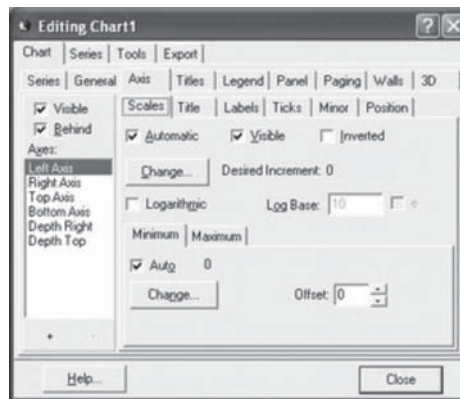 Editing Chart1
Chart Series Tools Export
Series General Axis Titles Legend Panel Paging Walls 3D
Visible
Behind
Axes:
Left Axis
Right Axis
Top Axis
Bottom Axis
Depth Right
Depth Top
+ -
Scales Title Labels Ticks Minor Position
Automatic Visible Inverted
Change... Desired Increment: 0
Logarithmic Log Base: 10 e
Minimum Maximum
Auto 0
Change... Offset: 0
Help... Close